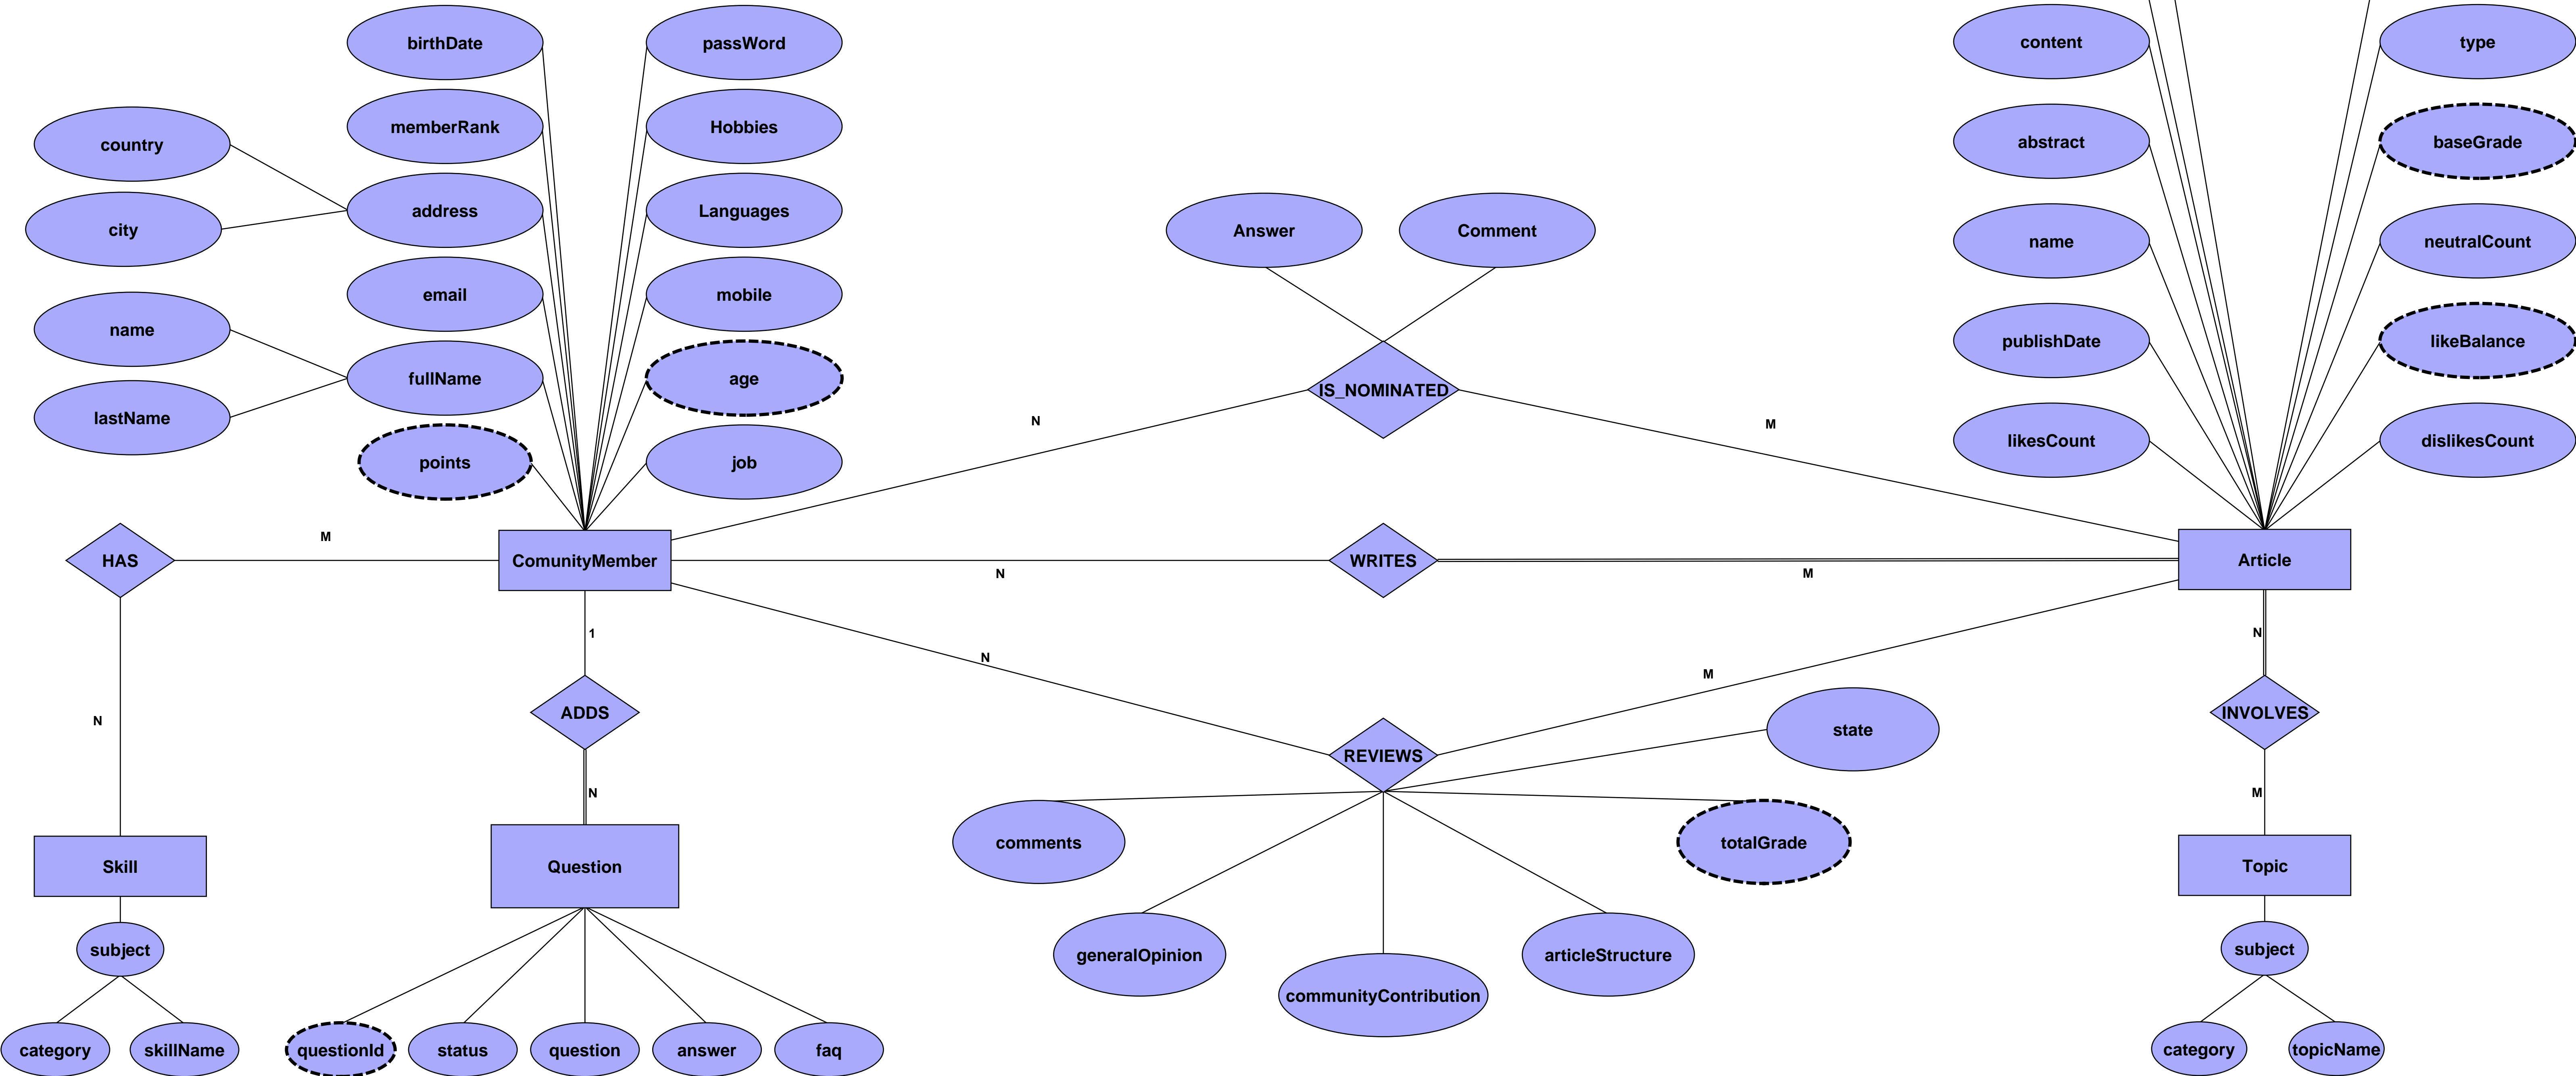 birthDate
passWord
content
type
memberRank
Hobbies
country
abstract
baseGrade
address
Languages
city
Answer
Comment
name
neutralCount
email
mobile
name
publishDate
likeBalance
fullName
age
lastName
IS_NOMINATED
N
M
likesCount
dislikesCount
points
job
M
HAS
ComunityMember
WRITES
Article
N
M
1
N
N
M
N
ADDS
INVOLVES
state
REVIEWS
N
M
comments
totalGrade
Skill
Question
Topic
subject
generalOpinion
articleStructure
subject
communityContribution
category
skillName
questionId
status
question
answer
faq
category
topicName